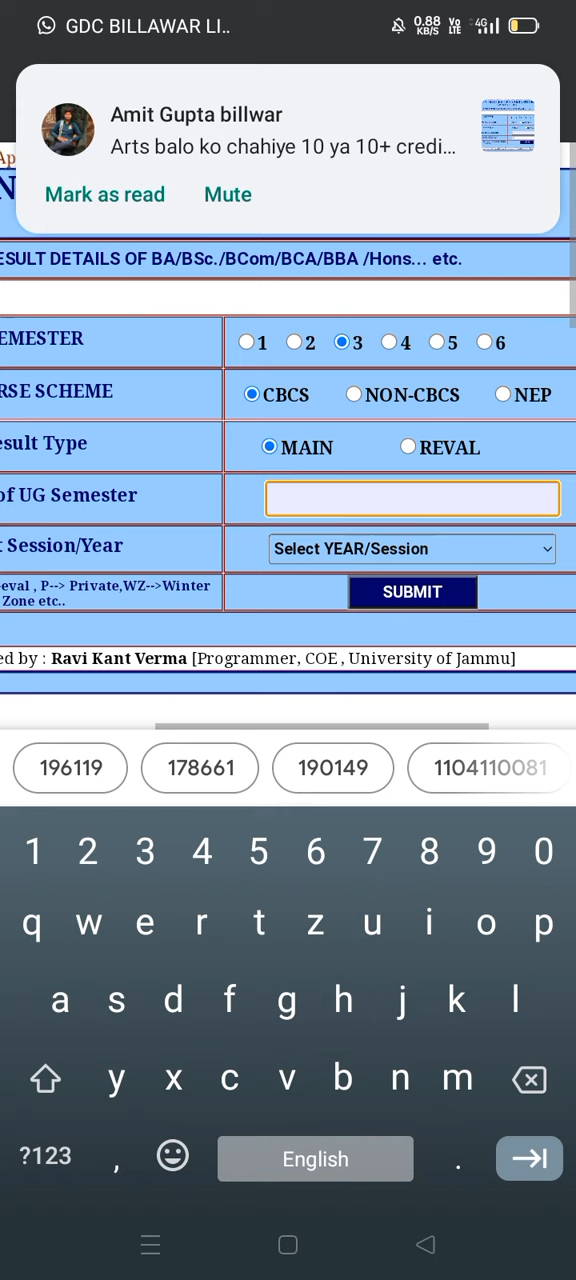 GDC BILLAWAR LI..
0.88 KB/S Vo LTE 4G
Amit Gupta billwar
Arts balo ko chahiye 10 ya 10+ credi...
Mark as read Mute
Ap
N
ESULT DETAILS OF BA/BSc./BCom/BCA/BBA /Hons... etc.
EMESTER 1 2 3 4 5 6
RSE SCHEME CBCS NON-CBCS NEP
esult Type MAIN REVAL
of UG Semester
t Session/Year Select YEAR/Session
-eval , P--> Private,WZ-->Winter
Zone etc.. SUBMIT
ed by : Ravi Kant Verma [Programmer, COE , University of Jammu]
196119 178661 190149 1104110081
1 2 3 4 5 6 7 8 9 0
q w e r t z u i o p
a s d f g h j k l
y x c v b n m
?123 , English .